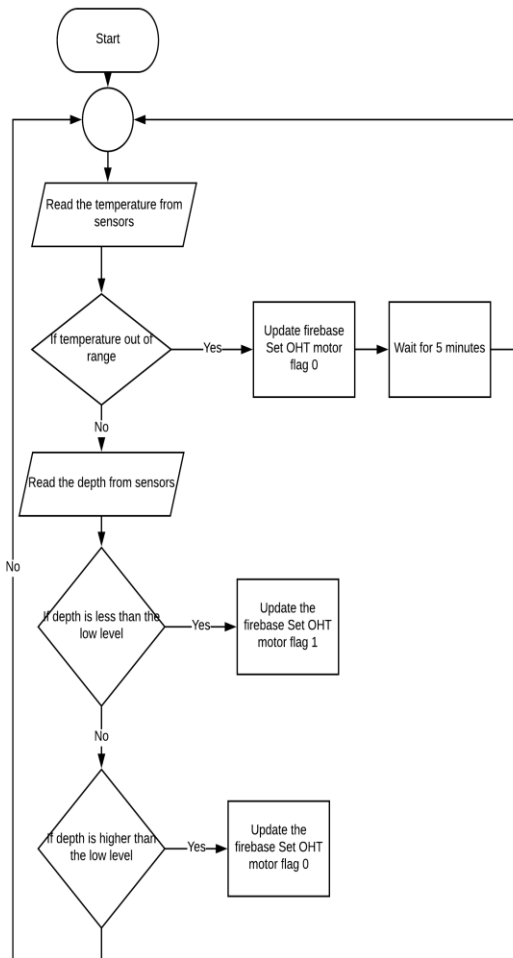 Start
Read the temperature from
sensors
If temperature out of
range
Yes
Update firebase
Set OHT motor
flag 0
Wait for 5 minutes
No
Read the depth from sensors
No
If depth is less than the
low level
Yes
Update the
firebase Set OHT
motor flag 1
No
If depth is higher than
the low level
Yes
Update the
firebase Set OHT
motor flag 0